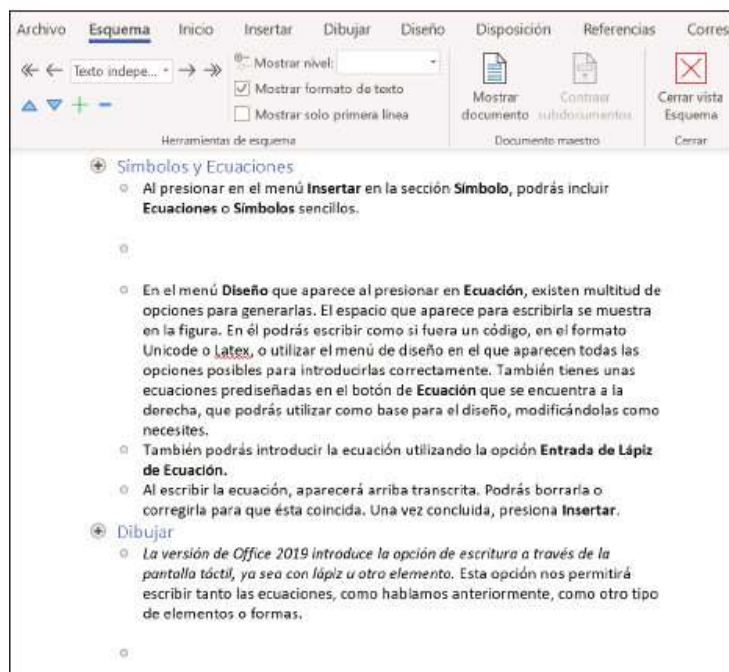 Archivo Esquema Inicio Insertar Dibujar Diseño Disposición Referencias Corres
Texto indepe...
Mostrar nivel:
Mostrar formato de texto
Mostrar solo primera línea
Mostrar documento
Contraer subdocumentos
Cerrar vista Esquema
Herramientas de esquema Documento maestro Cerrar
Símbolos y Ecuaciones
Al presionar en el menú Insertar en la sección Símbolo, podrás incluir
Ecuaciones o Símbolos sencillos.
En el menú Diseño que aparece al presionar en Ecuación, existen multitud de
opciones para generarlas. El espacio que aparece para escribirla se muestra
en la figura. En él podrás escribir como si fuera un código, en el formato
Unicode o Latex, o utilizar el menú de diseño en el que aparecen todas las
opciones posibles para introducirlas correctamente. También tienes unas
ecuaciones prediseñadas en el botón de Ecuación que se encuentra a la
derecha, que podrás utilizar como base para el diseño, modificándolas como
necesites.
También podrás introducir la ecuación utilizando la opción Entrada de Lápiz
de Ecuación.
Al escribir la ecuación, aparecerá arriba transcrita. Podrás borrarla o
corregirla para que ésta coincida. Una vez concluida, presiona Insertar.
Dibujar
La versión de Office 2019 introduce la opción de escritura a través de la
pantalla táctil, ya sea con lápiz u otro elemento. Esta opción nos permitirá
escribir tanto las ecuaciones, como hablamos anteriormente, como otro tipo
de elementos o formas.